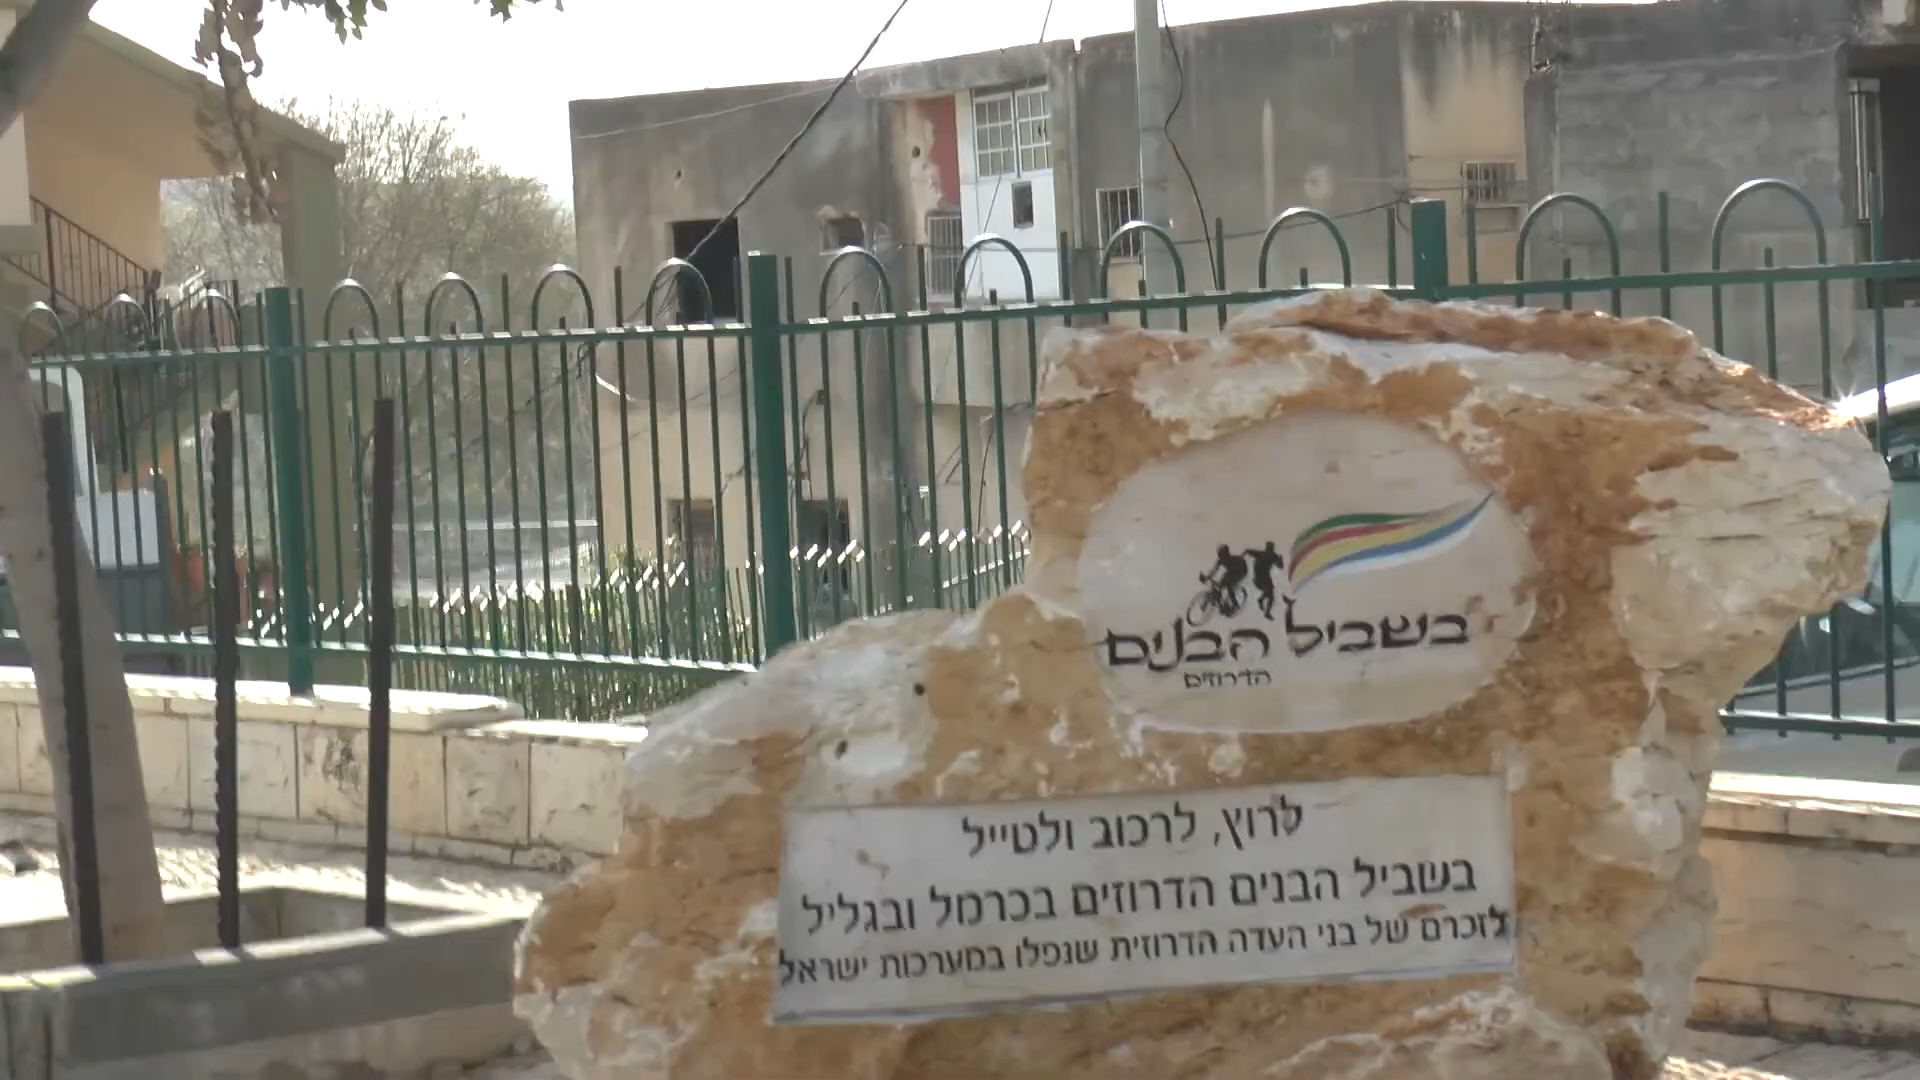 בשביל הבנים
הדרוזים
לרוץ, לרכוב ולטייל
בשביל הבנים הדרוזים בכרמל ובגליל
לזכרם של בני העדה הדרוזית שנפלו במערכות ישראל